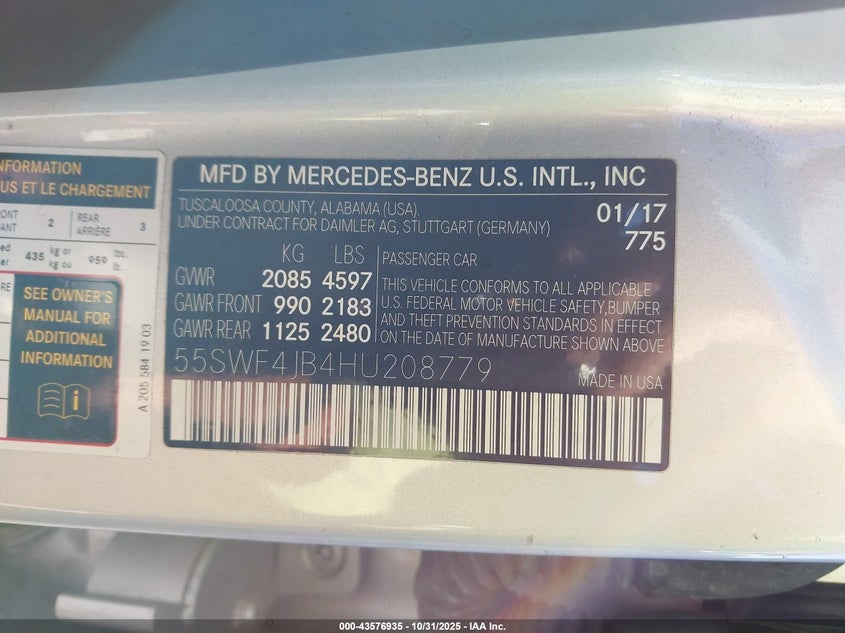 NFORMATION
US ET LE CHARGEMENT
ONT 2 REAR 3
ANT ARRIÈRE
435 kg or 959 lbs.
er kg ou lb.
RE
SEE OWNER'S
MANUAL FOR
ADDITIONAL
INFORMATION
A 205 584 19 03
MFD BY MERCEDES-BENZ U.S. INTL., INC
TUSCALOOSA COUNTY, ALABAMA (USA).
UNDER CONTRACT FOR DAIMLER AG, STUTTGART (GERMANY)
01/17
775
KG LBS
GWVR 2085 4597
GAWR FRONT 990 2183
GAWR REAR 1125 2480
PASSENGER CAR
THIS VEHICLE CONFORMS TO ALL APPLICABLE
U.S. FEDERAL MOTOR VEHICLE SAFETY,BUMPER
AND THEFT PREVENTION STANDARDS IN EFFECT
ON THE DATE OF MANUFACTURE SHOWN ABOVE
55SWF4JB4HU208779
MADE IN USA
000-43576935 - 10/31/2025 - IAA Inc.